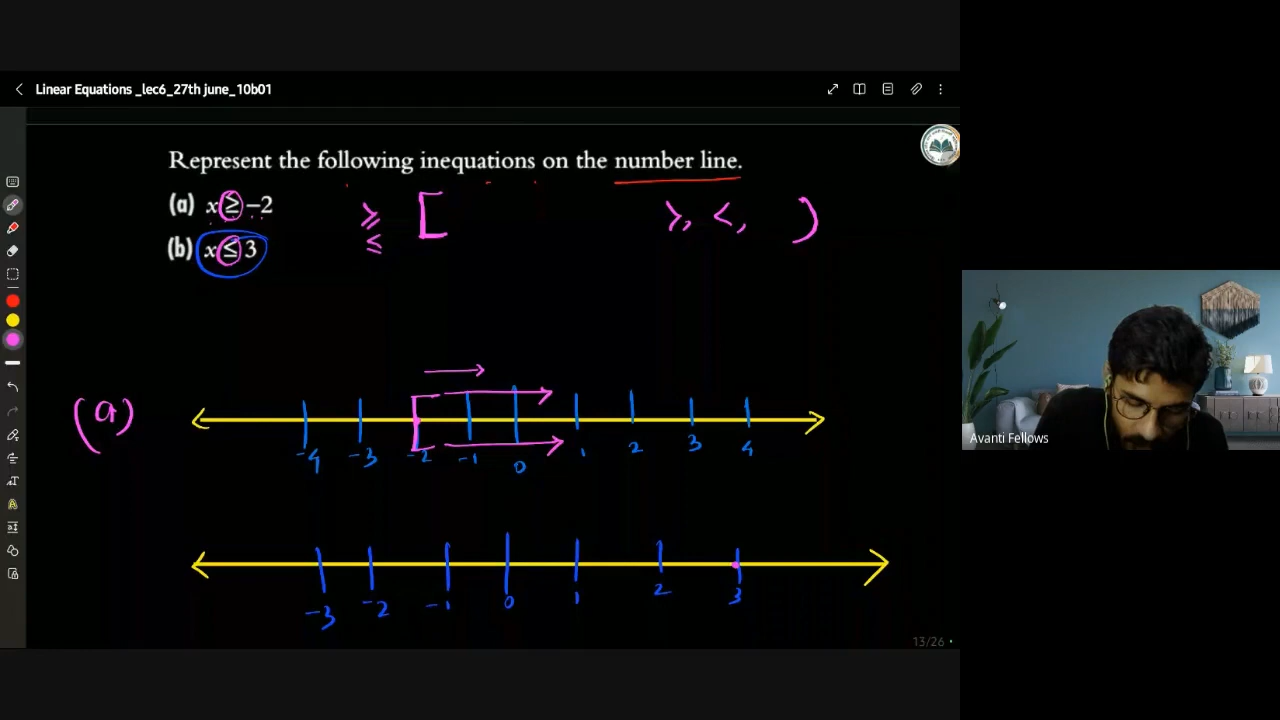 Linear Equations _lec6_27th june_10b01
Represent the following inequations on the number line.
(a) x ≥ −2
≥ [ >, <, )
≤
(b) x ≤ 3
(a)
-4 -3 -2 -1 0 1 2 3 4
Avanti Fellows
-3 -2 -1 0 1 2 3
13/26